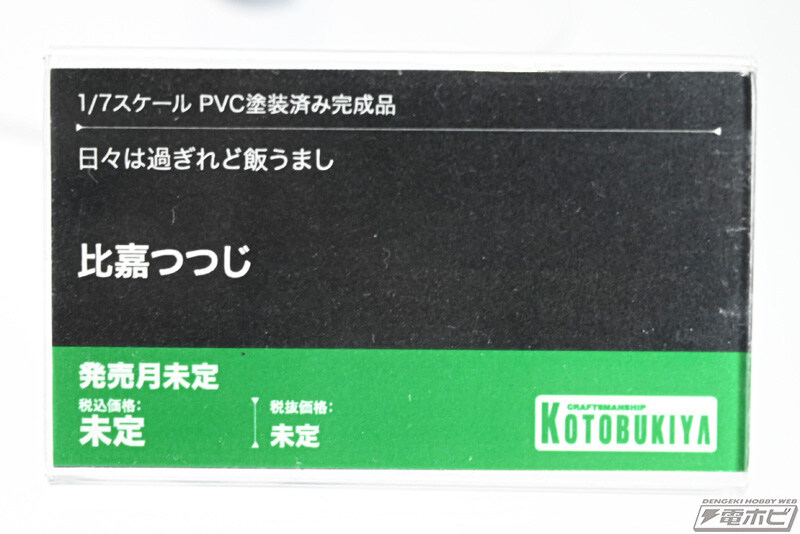 1/7スケール PVC塗装済み完成品
日々は過ぎれど飯うまし
比嘉つつじ
発売月未定
税込価格:
未定
税抜価格:
未定
CRAFTSMANSHIP
KOTOBUKIYA
DENGEKI HOBBY WEB
電ホビ